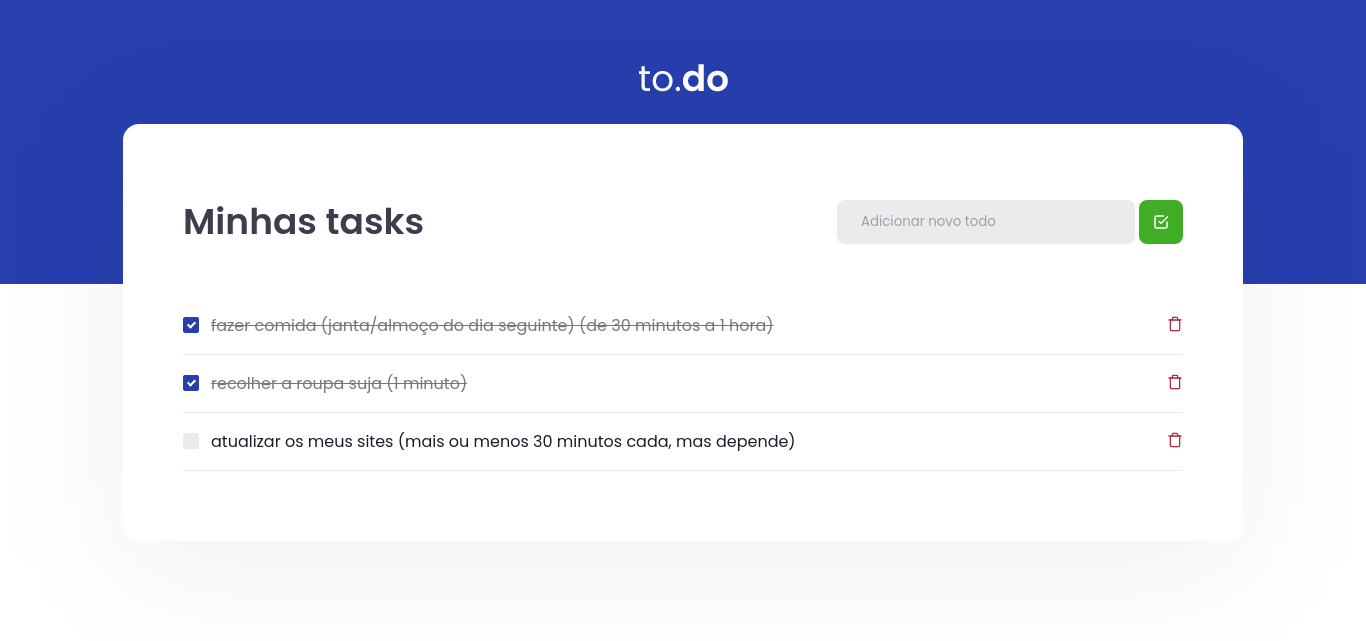 to.do
Minhas tasks
Adicionar novo todo
fazer comida (janta/almoço do dia seguinte) (de 30 minutos a 1 hora)
recolher a roupa suja (1 minuto)
atualizar os meus sites (mais ou menos 30 minutos cada, mas depende)